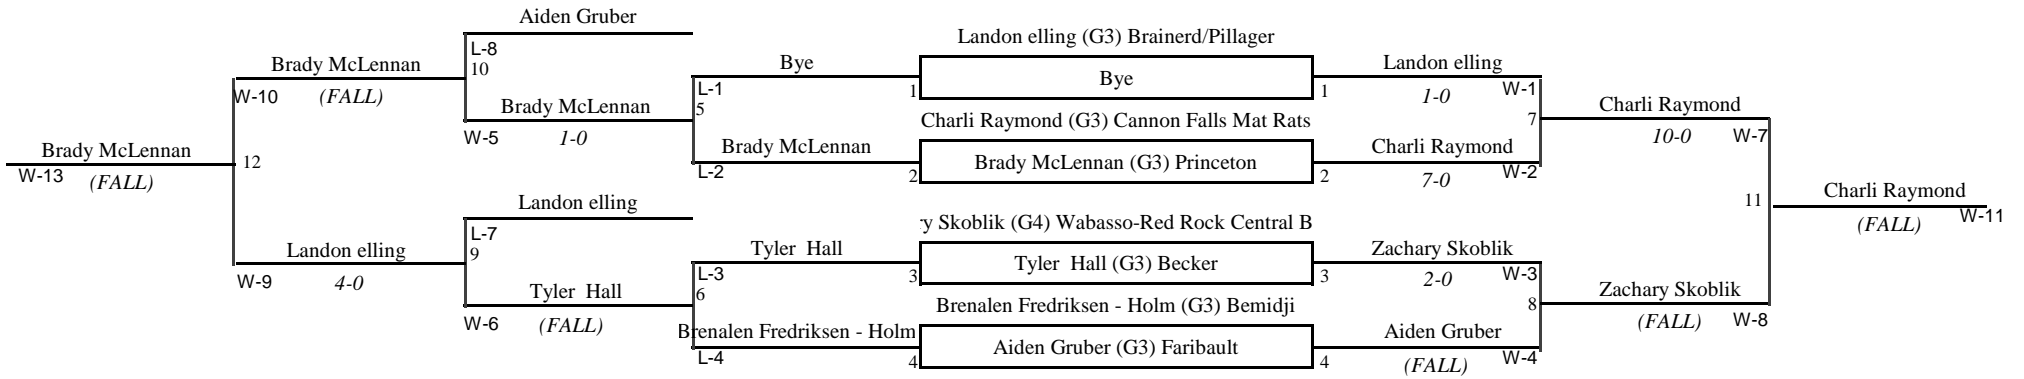 Aiden Gruber
L-8
10
Brady McLennan
W-10
(FALL)
Brady McLennan
W-5
1-0
Brady McLennan
W-13
(FALL)
12
Landon elling
L-7
9
Landon elling
W-9
4-0
Tyler Hall
W-6
(FALL)
Bye
L-1
1
5
Brady McLennan
L-2
2
Tyler Hall
L-3
3
6
Brenalen Fredriksen - Holm
L-4
4
Landon elling (G3) Brainerd/Pillager
Bye
Charli Raymond (G3) Cannon Falls Mat Rats
Brady McLennan (G3) Princeton
y Skoblik (G4) Wabasso-Red Rock Central B
Tyler Hall (G3) Becker
Brenalen Fredriksen - Holm (G3) Bemidji
Aiden Gruber (G3) Faribault
Landon elling
1
1-0
W-1
7
Charli Raymond
2
7-0
W-2
Zachary Skoblik
3
2-0
W-3
8
Aiden Gruber
4
(FALL)
W-4
Charli Raymond
10-0
W-7
11
Zachary Skoblik
(FALL)
W-8
Charli Raymond
(FALL)
W-11